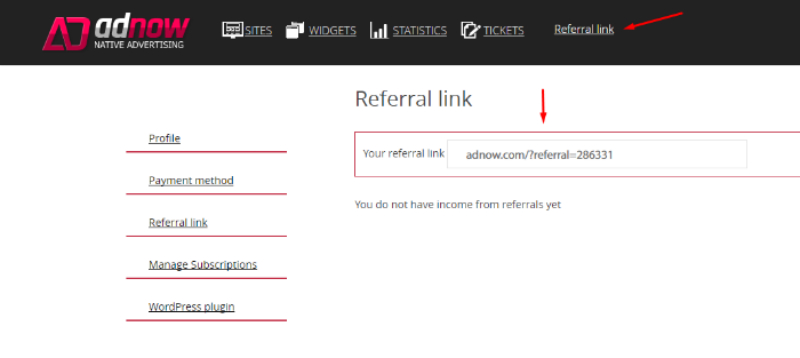 adnow
NATIVE ADVERTISING
SITES
WIDGETS
STATISTICS
TICKETS
Referral link
Referral link
Profile
Payment method
Referral link
Manage Subscriptions
WordPress plugin
Your referral link
adnow.com/?referral=286331
You do not have income from referrals yet